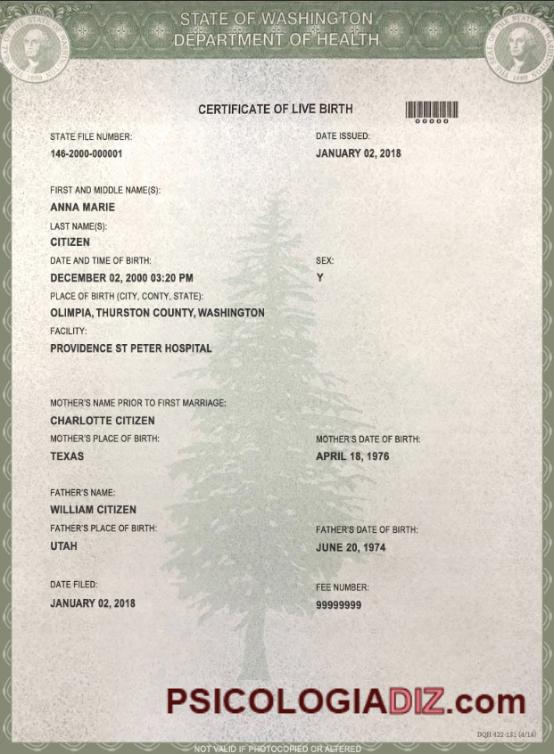 STATE OF WASHINGTON
DEPARTMENT OF HEALTH
CERTIFICATE OF LIVE BIRTH
00000
STATE FILE NUMBER:
DATE ISSUED:
146-2000-000001
JANUARY 02, 2018
FIRST AND MIDDLE NAME(S):
ANNA MARIE
LAST NAME(S):
CITIZEN
DATE AND TIME OF BIRTH:
SEX:
DECEMBER 02, 2000 03:20 PM
Y
PLACE OF BIRTH (CITY, CONTY, STATE):
OLIMPIA, THURSTON COUNTY, WASHINGTON
FACILITY:
PROVIDENCE ST PETER HOSPITAL
MOTHER'S NAME PRIOR TO FIRST MARRIAGE:
CHARLOTTE CITIZEN
MOTHER'S PLACE OF BIRTH:
MOTHER'S DATE OF BIRTH:
TEXAS
APRIL 18, 1976
FATHER'S NAME:
WILLIAM CITIZEN
FATHER'S PLACE OF BIRTH:
FATHER'S DATE OF BIRTH:
UTAH
JUNE 20, 1974
DATE FILED:
FEE NUMBER:
JANUARY 02, 2018
99999999
PSICOLOGIADIZ.com
NOT VALID IF PHOTOCOPIED OR ALTERED